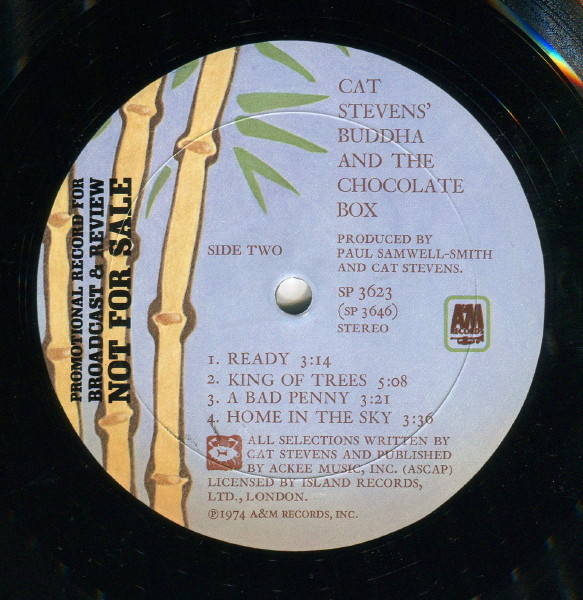 CAT
STEVENS'
BUDDHA
AND THE
CHOCOLATE
BOX
SIDE TWO
PRODUCED BY
PAUL SAMWELL-SMITH
AND CAT STEVENS.
SP 3623
(SP 3646)
STEREO
A&M
RECORDS
1. READY 3:14
2. KING OF TREES 5:08
3. A BAD PENNY 3:21
4. HOME IN THE SKY 3:36
ALL SELECTIONS WRITTEN BY
CAT STEVENS AND PUBLISHED
BY ACKEE MUSIC, INC. (ASCAP)
LICENSED BY ISLAND RECORDS,
LTD., LONDON.
℗1974 A&M RECORDS, INC.
PROMOTIONAL RECORD FOR
BROADCAST & REVIEW
NOT FOR SALE